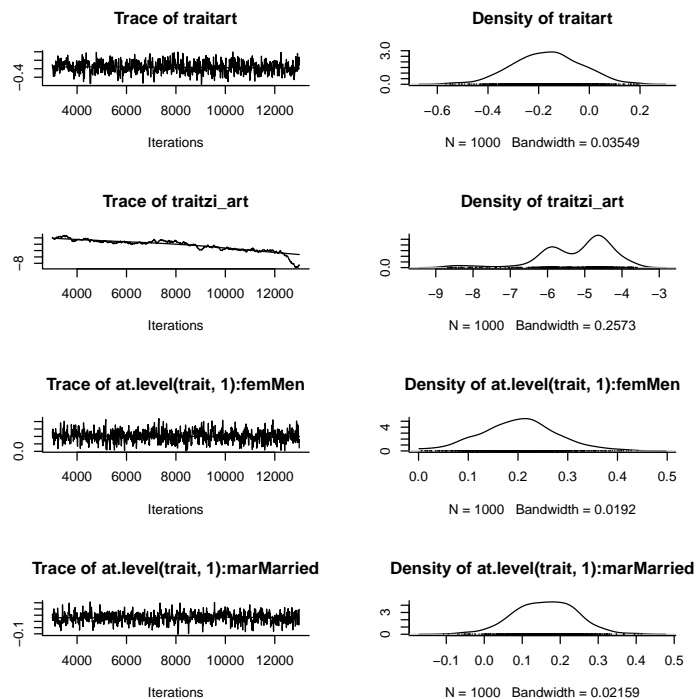 Trace of traitart
−0.4
4000 6000 8000 10000 12000
Iterations
Density of traitart
0.0 3.0
−0.6 −0.4 −0.2 0.0 0.2
N = 1000 Bandwidth = 0.03549
Trace of traitzi_art
−8
4000 6000 8000 10000 12000
Iterations
Density of traitzi_art
0.0
−9 −8 −7 −6 −5 −4 −3
N = 1000 Bandwidth = 0.2573
Trace of at.level(trait, 1):femMen
0.0
4000 6000 8000 10000 12000
Iterations
Density of at.level(trait, 1):femMen
0 4
0.0 0.1 0.2 0.3 0.4 0.5
N = 1000 Bandwidth = 0.0192
Trace of at.level(trait, 1):marMarried
−0.1
4000 6000 8000 10000 12000
Iterations
Density of at.level(trait, 1):marMarried
0 3
−0.1 0.0 0.1 0.2 0.3 0.4 0.5
N = 1000 Bandwidth = 0.02159